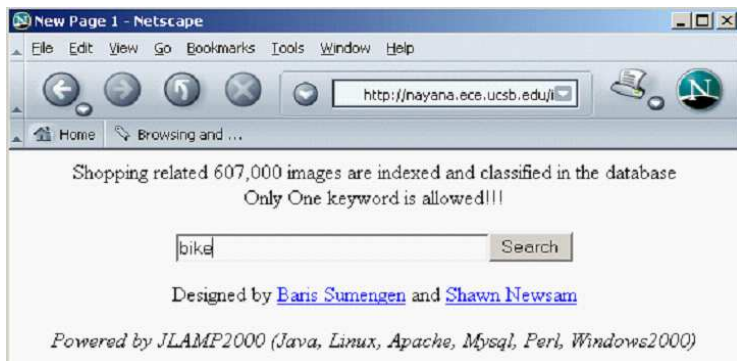 New Page 1 - Netscape
File Edit View Go Bookmarks Tools Window Help
http://nayana.ece.ucsb.edu/i
N
Home Browsing and ...
Shopping related 607,000 images are indexed and classified in the database
Only One keyword is allowed!!!
bike Search
Designed by Baris Sumengen and Shawn Newsam
Powered by JLAMP2000 (Java, Linux, Apache, Mysql, Perl, Windows2000)